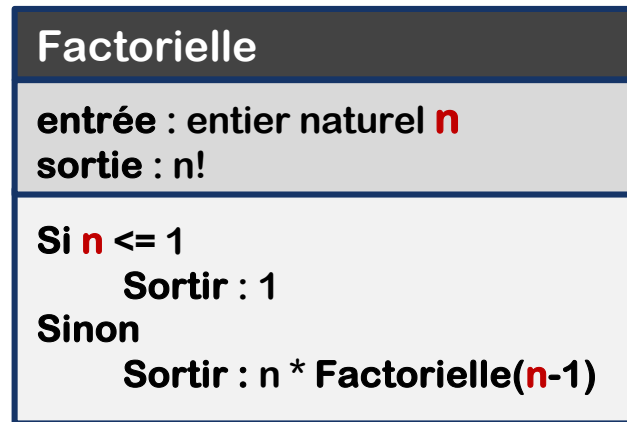 Factorielle
entrée : entier naturel n
sortie : n!
Si n <= 1
Sortir : 1
Sinon
Sortir : n * Factorielle(n-1)